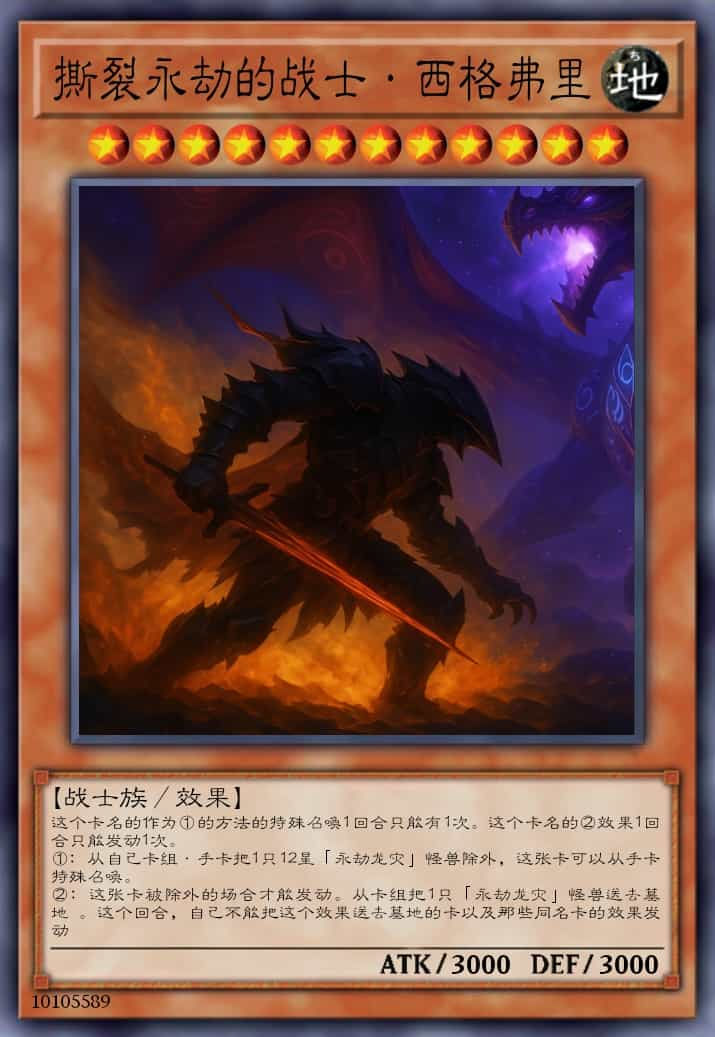 撕裂永劫的战士·西格弗里
ち
地
【战士族／效果】
这个卡名的作为①的方法的特殊召唤1回合只能有1次。这个卡名的②效果1回
合只能发动1次。
①：从自己卡组·手卡把1只12星「永劫龙灾」怪兽除外，这张卡可以从手卡
特殊召唤。
②：这张卡被除外的场合才能发动。从卡组把1只「永劫龙灾」怪兽送去墓
地 。这个回合，自己不能把这个效果送去墓地的卡以及那些同名卡的效果发
动
ATK/3000 DEF/3000
10105589